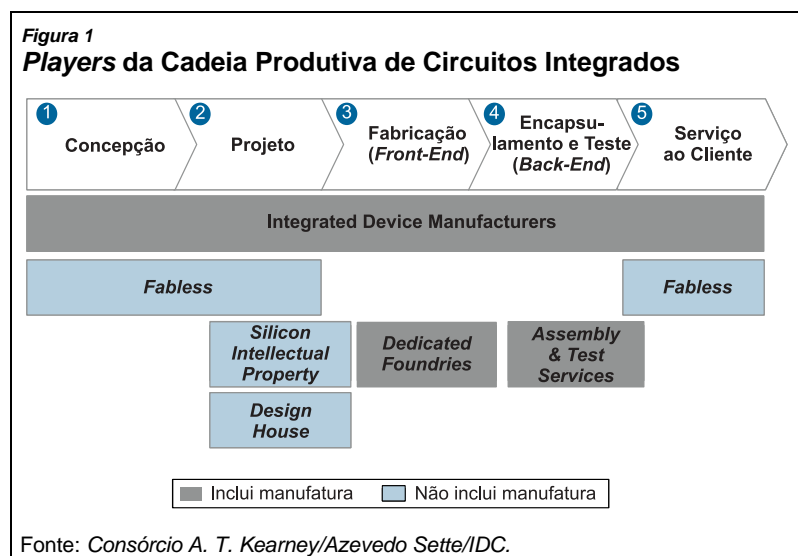 Figura 1
Players da Cadeia Produtiva de Circuitos Integrados
1
Concepção
2
Projeto
3
Fabricação
(Front-End)
4
Encapsu-
lamento e Teste
(Back-End)
5
Serviço
ao Cliente
Integrated Device Manufacturers
Fabless
Fabless
Silicon
Intellectual
Property
Dedicated
Foundries
Assembly
& Test
Services
Design
House
Inclui manufatura
Não inclui manufatura
Fonte: Consórcio A. T. Kearney/Azevedo Sette/IDC.